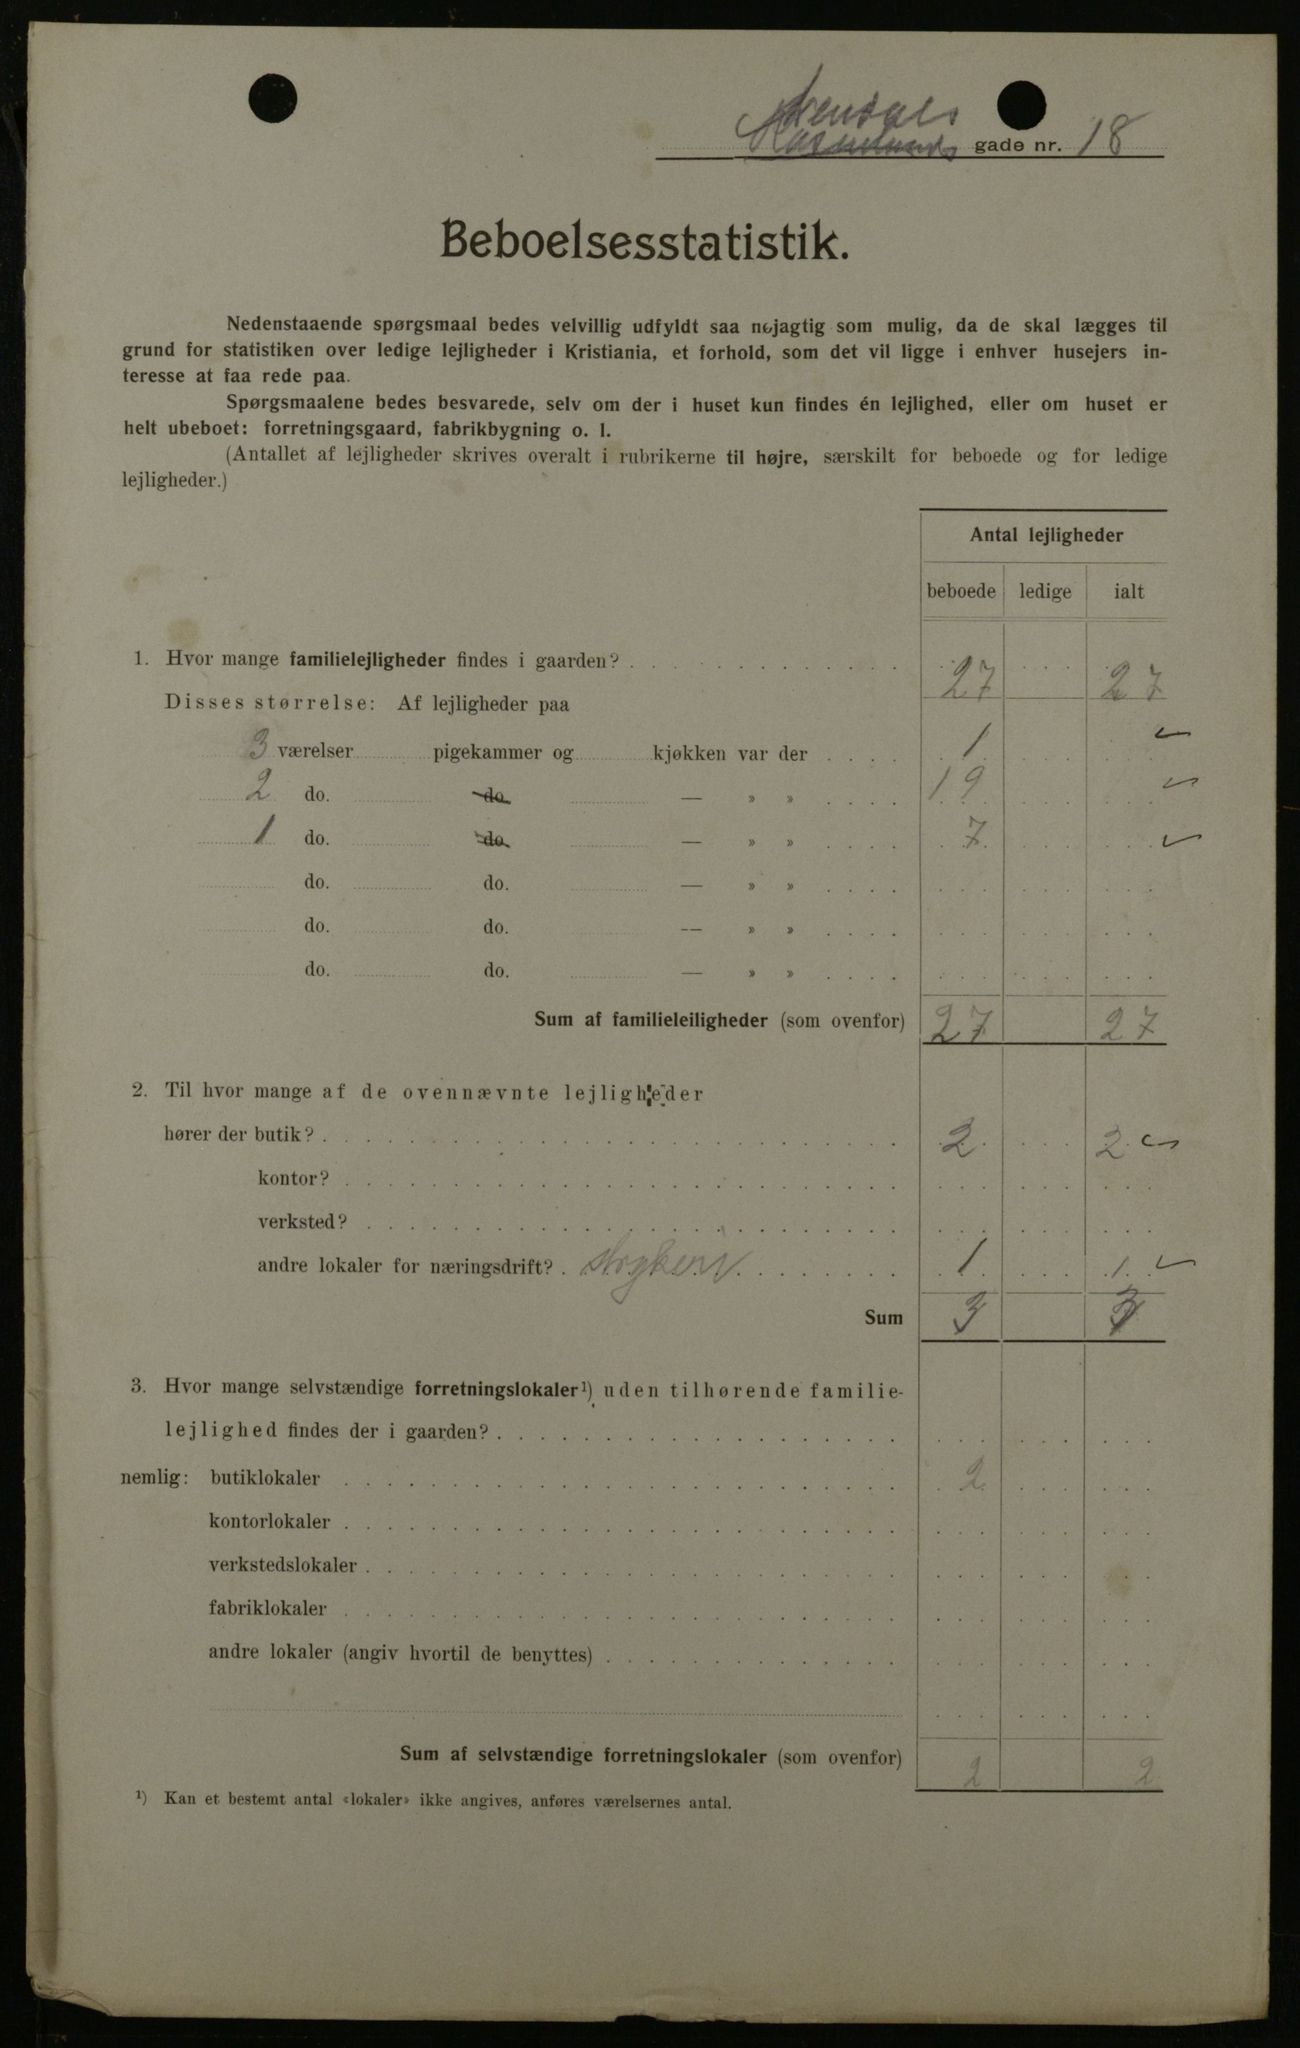 Arendals
gade nr. 18
Beboelsesstatistik.
Nedenstaaende spørgsmaal bedes velvillig udfyldt saa nøjagtig som mulig, da de skal lægges til
grund for statistiken over ledige lejligheder i Kristiania, et forhold, som det vil ligge i enhver husejers in-
teresse at faa rede paa.
Spørgsmaalene bedes besvarede, selv om der i huset kun findes én lejlighed, eller om huset er
helt ubeboet: forretningsgaard, fabrikbygning o. l.
(Antallet af lejligheder skrives overalt i rubrikerne til højre, særskilt for beboede og for ledige
lejligheder.)
Antal lejligheder
beboede ledige ialt
1. Hvor mange familielejligheder findes i gaarden? 27 27
Disses størrelse: Af lejligheder paa
3 værelser pigekammer og kjøkken var der 1
2 do. do. — » » 19
1 do. do. — » » 7
do. do. — » »
do. do. — » »
do. do. — » »
Sum af familieleiligheder (som ovenfor) 27 27
2. Til hvor mange af de ovennævnte lejligheder
hører der butik? 2 2
kontor?
verksted?
andre lokaler for næringsdrift? strykeri 1 1
Sum 3 3
3. Hvor mange selvstændige forretningslokaler¹) uden tilhørende familie-
lejlighed findes der i gaarden?
nemlig: butiklokaler 2
kontorlokaler
verkstedslokaler
fabriklokaler
andre lokaler (angiv hvortil de benyttes)
Sum af selvstændige forretningslokaler (som ovenfor) 2 2
¹) Kan et bestemt antal «lokaler» ikke angives, anføres værelsernes antal.